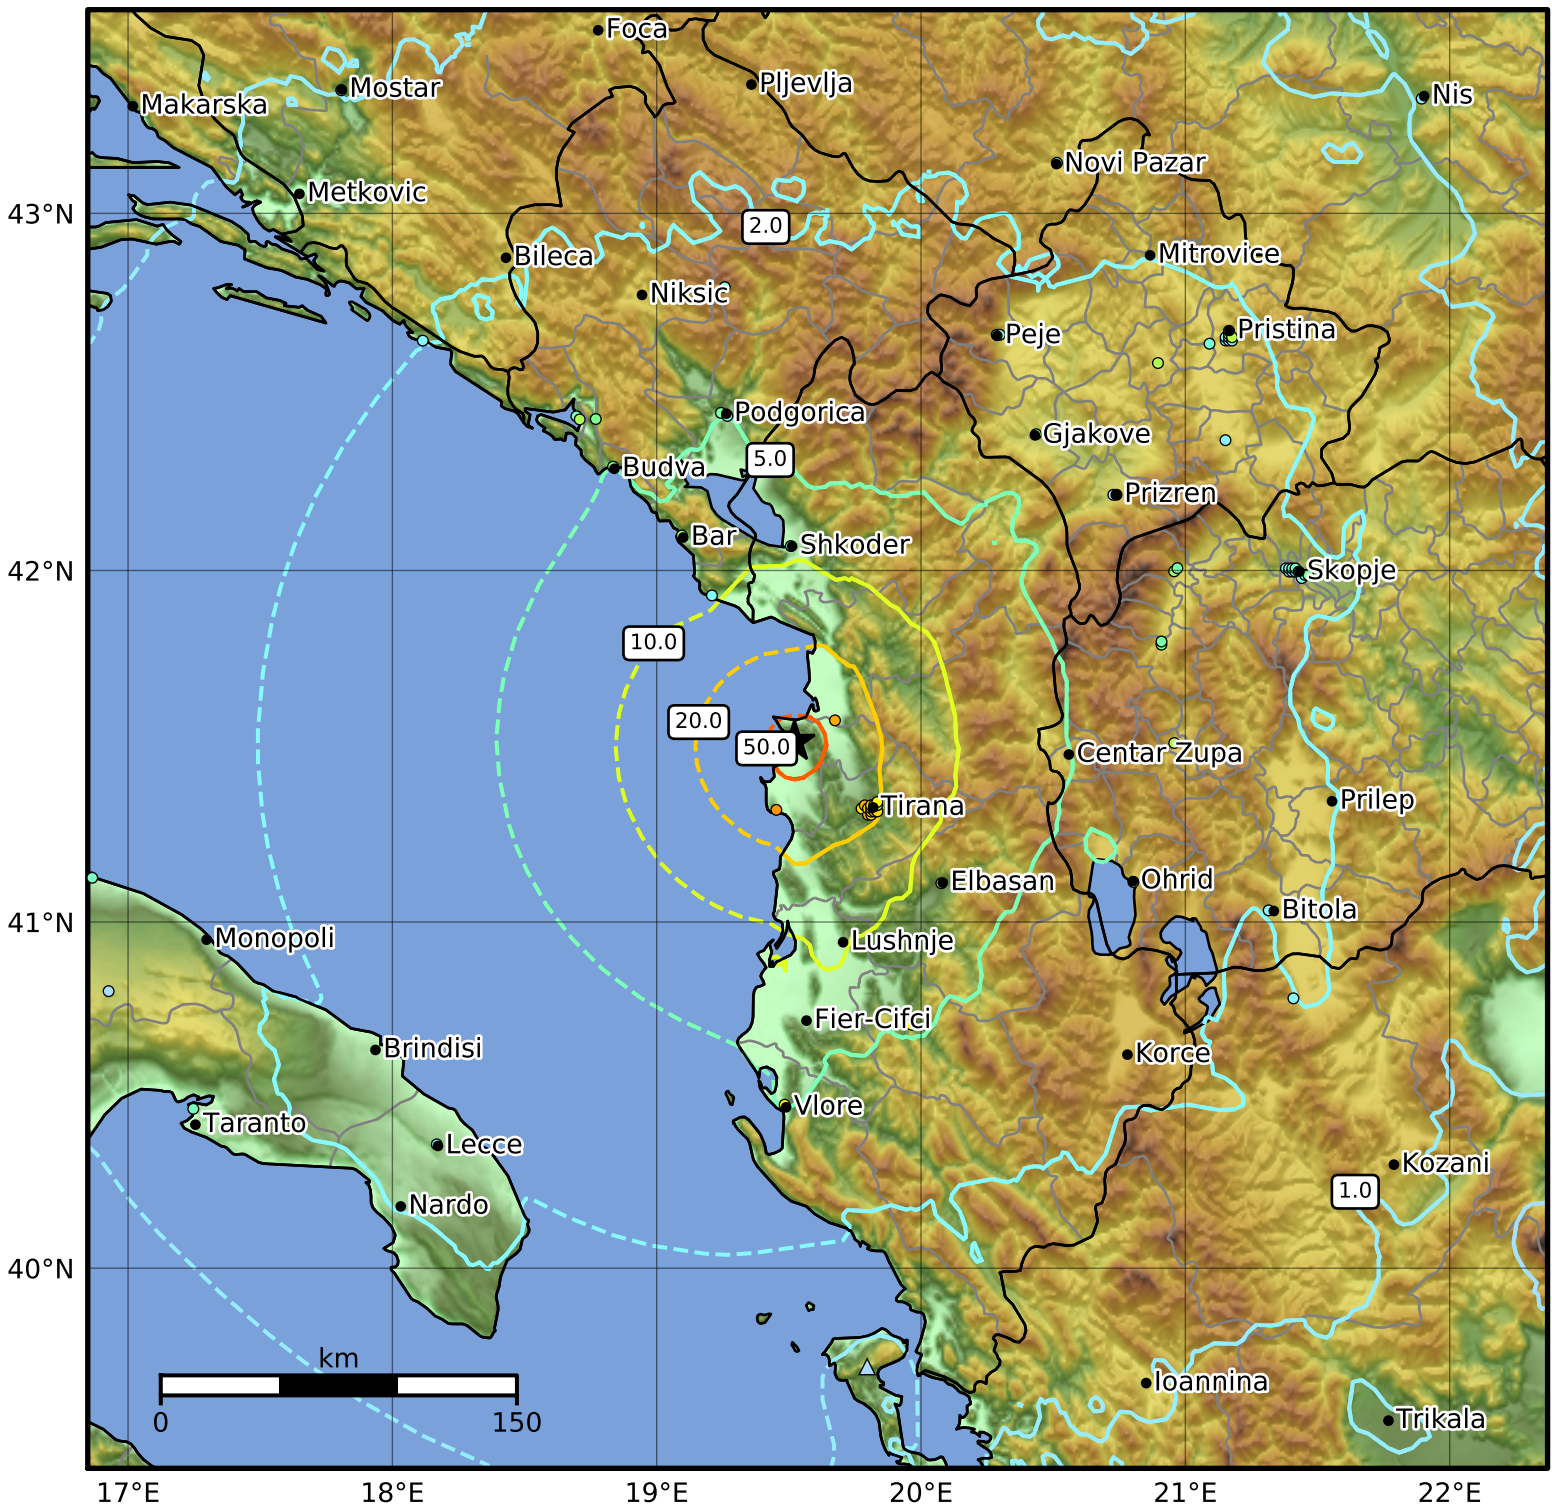 Foca
Pljevlja
Mostar
Nis
Makarska
Novi Pazar
Metkovic
43°N
2.0
Bileca
Mitrovice
Niksic
Peje
Pristina
Podgorica
Gjakove
5.0
Budva
Prizren
Bar
Shkoder
42°N
Skopje
10.0
20.0
50.0
Centar Zupa
Prilep
Tirana
Elbasan
Ohrid
Bitola
41°N
Monopoli
Lushnje
Fier-Cifci
Brindisi
Korce
Vlore
Taranto
Lecce
Kozani
1.0
Nardo
40°N
km
0
150
Ioannina
Trikala
17°E
18°E
19°E
20°E
21°E
22°E